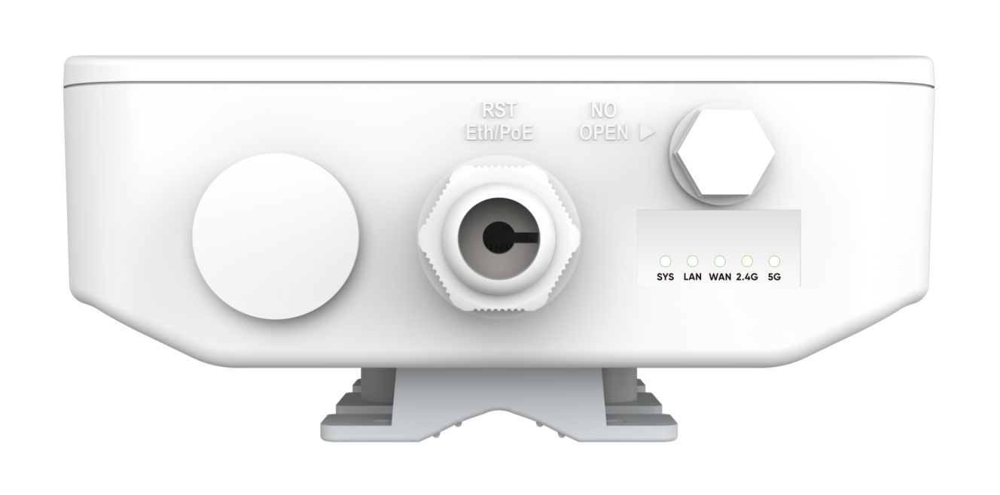 RST
Eth/PoE
NO
OPEN
SYS LAN WAN 2.4G 5G